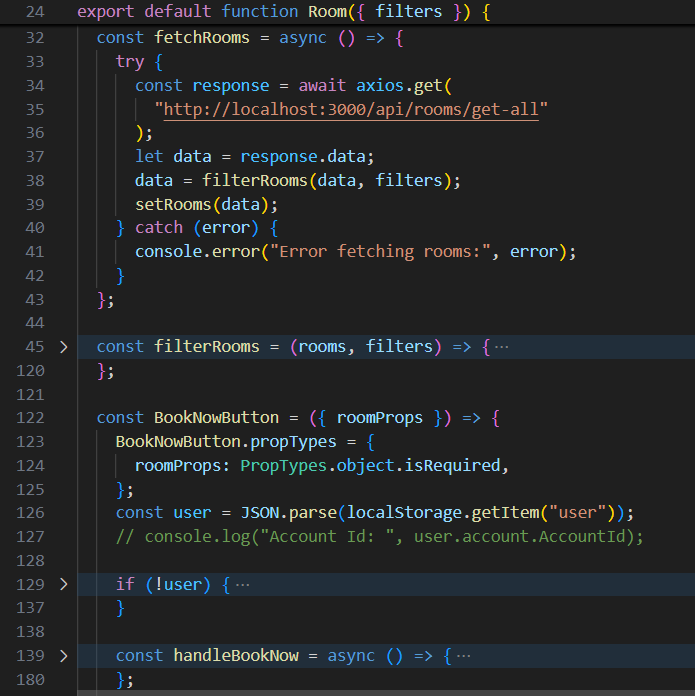 24 export default function Room({ filters }) {
32 const fetchRooms = async () => {
33 try {
34 const response = await axios.get(
35 "http://localhost:3000/api/rooms/get-all"
36 );
37 let data = response.data;
38 data = filterRooms(data, filters);
39 setRooms(data);
40 } catch (error) {
41 console.error("Error fetching rooms:", error);
42 }
43 };
44
45 const filterRooms = (rooms, filters) => {···
120 };
121
122 const BookNowButton = ({ roomProps }) => {
123 BookNowButton.propTypes = {
124 roomProps: PropTypes.object.isRequired,
125 };
126 const user = JSON.parse(localStorage.getItem("user"));
127 // console.log("Account Id: ", user.account.AccountId);
128
129 if (!user) {···
137 }
138
139 const handleBookNow = async () => {···
180 };